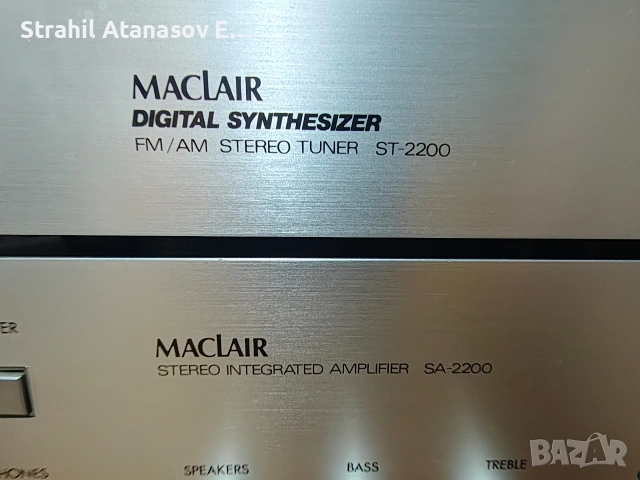 Strahil Atanasov E...
MACLAIR
DIGITAL SYNTHESIZER
FM/AM STEREO TUNER ST-2200
MACLAIR
STEREO INTEGRATED AMPLIFIER SA-2200
SPEAKERS BASS TREBLE
BAZAR